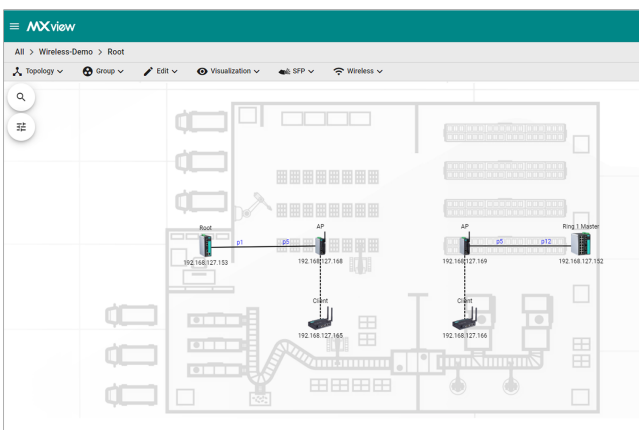 MXview
All > Wireless-Demo > Root
Topology Group Edit Visualization SFP Wireless
Root AP AP Ring 1 Master
p1 p5 p5 p12
192.168.127.153 192.168.127.168 192.168.127.169 192.168.127.152
Client Client
192.168.127.165 192.168.127.166